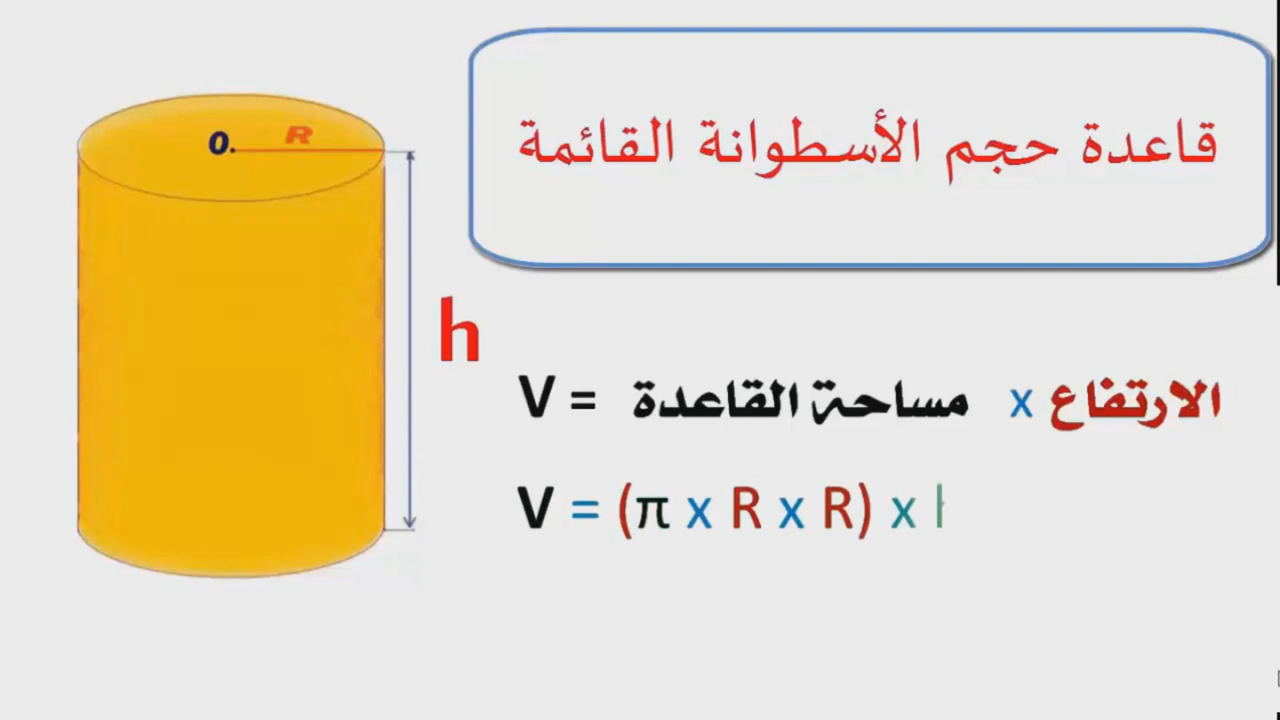 قاعدة حجم الأسطوانة القائمة
0.
R
h
V = مساحة القاعدة x الارتفاع
V = (π x R x R) x